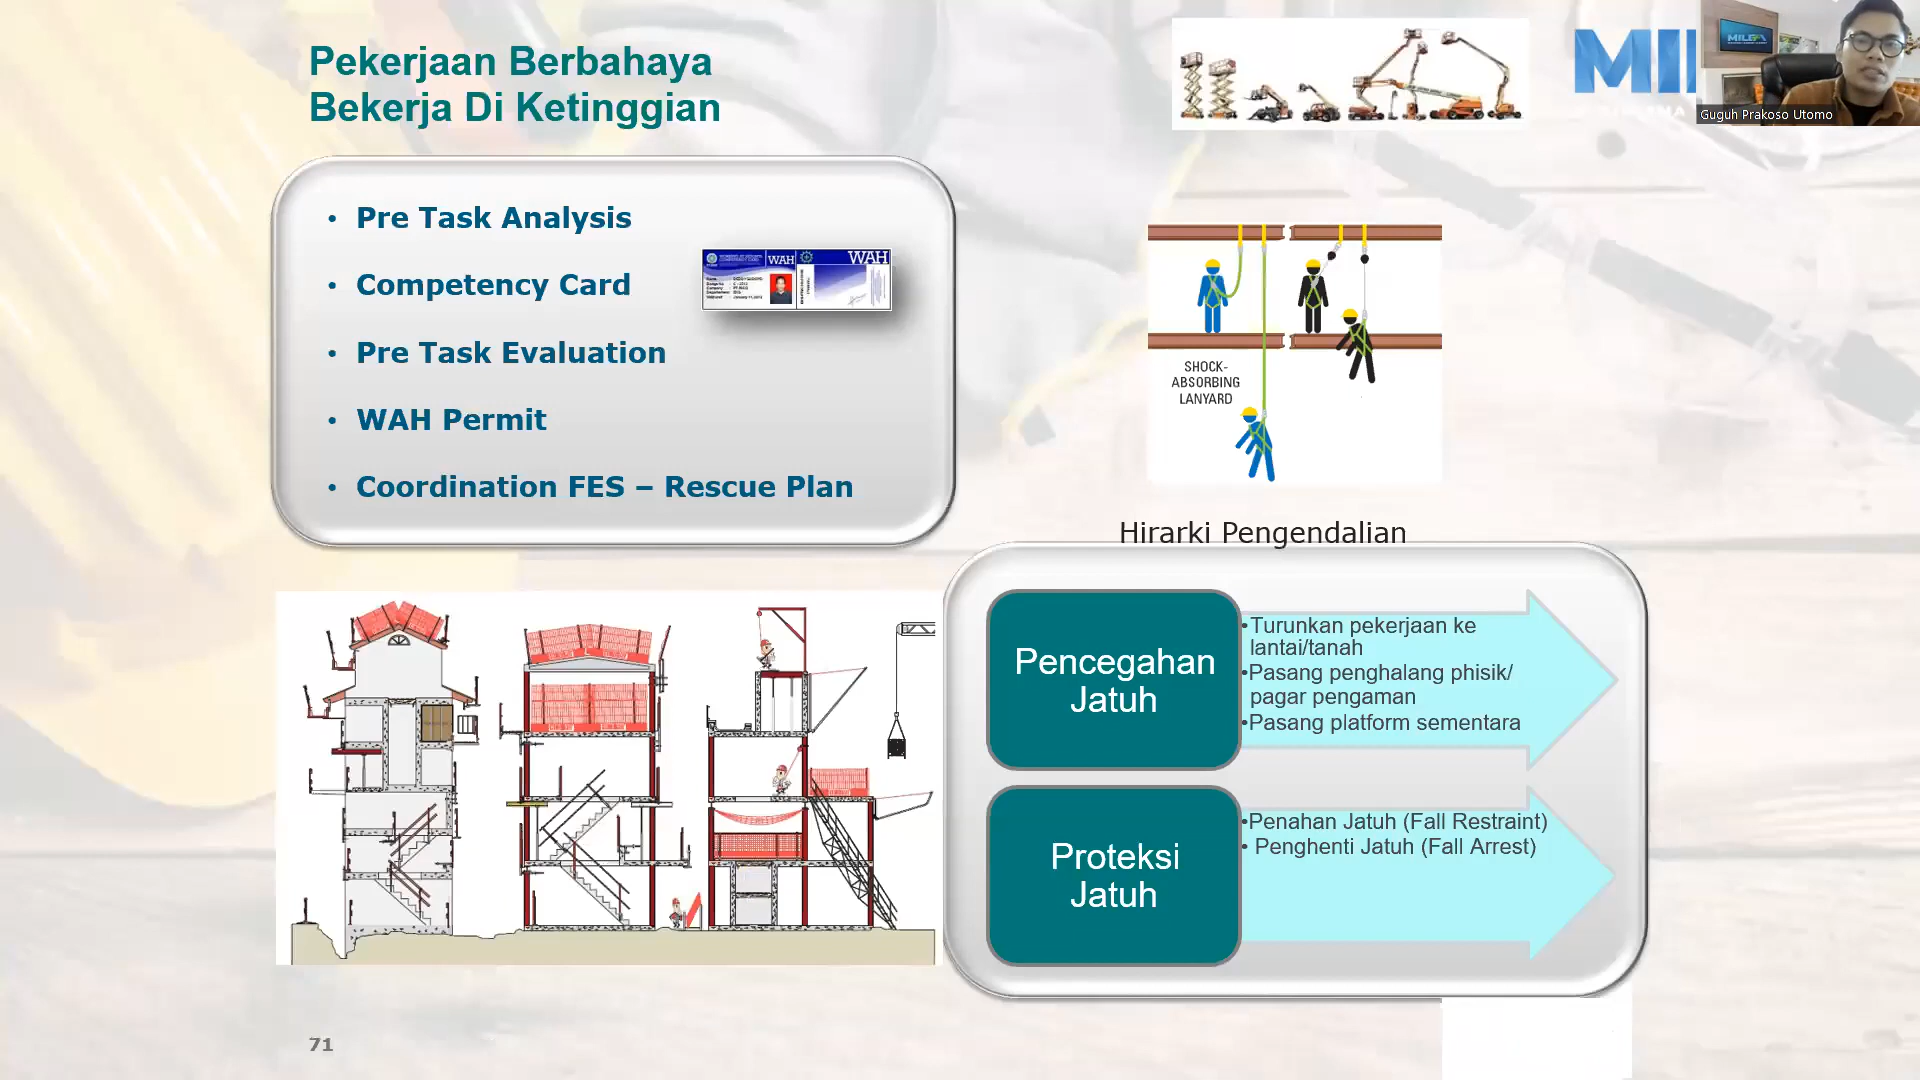 Pekerjaan Berbahaya
Bekerja Di Ketinggian
MILGA
Guguh Prakoso Utomo
• Pre Task Analysis
• Competency Card
• Pre Task Evaluation
• WAH Permit
• Coordination FES – Rescue Plan
WAH
WAH
SHOCK-
ABSORBING
LANYARD
Hirarki Pengendalian
Pencegahan
Jatuh
•Turunkan pekerjaan ke
lantai/tanah
•Pasang penghalang phisik/
pagar pengaman
•Pasang platform sementara
Proteksi
Jatuh
•Penahan Jatuh (Fall Restraint)
• Penghenti Jatuh (Fall Arrest)
71